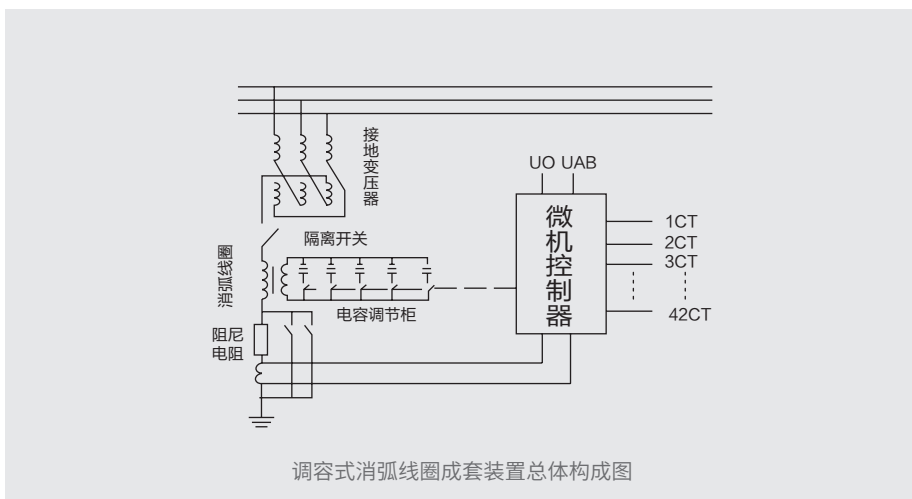 接地变压器
UO UAB
微机控制器
1CT
2CT
3CT
42CT
隔离开关
消弧线圈
电容调节柜
阻尼
电阻
调容式消弧线圈成套装置总体构成图